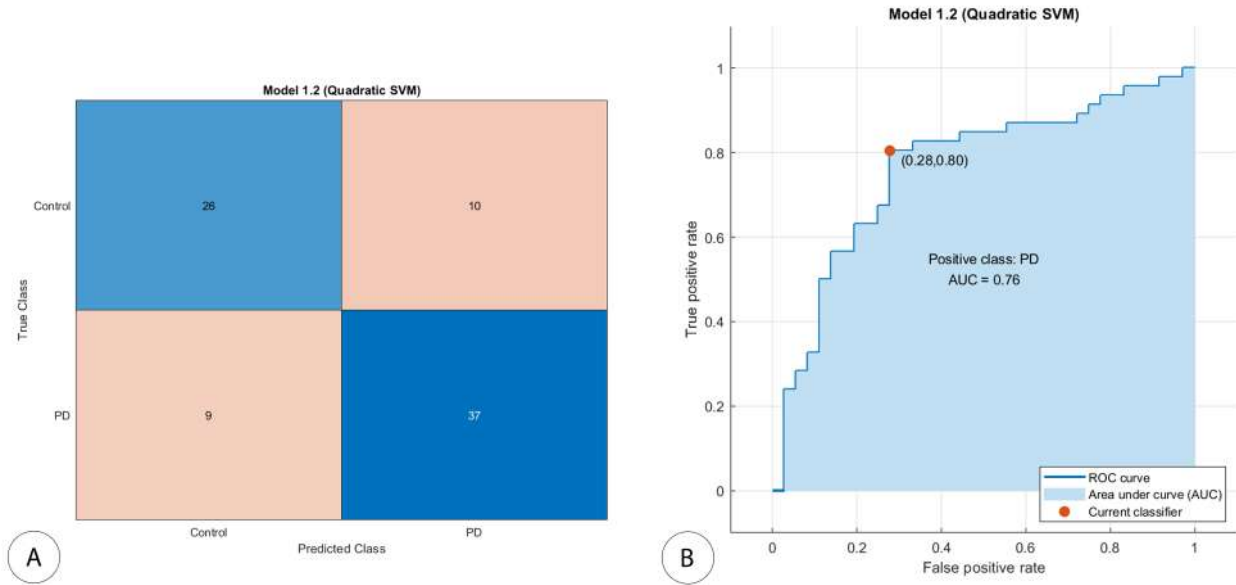 Model 1.2 (Quadratic SVM)
Control
26
10
True Class
PD
9
37
Control
PD
Predicted Class
A
Model 1.2 (Quadratic SVM)
1
0.8
(0.28,0.80)
0.6
Positive class: PD
AUC = 0.76
True positive rate
0.4
0.2
0
ROC curve
Area under curve (AUC)
Current classifier
0
0.2
0.4
0.6
0.8
1
False positive rate
B